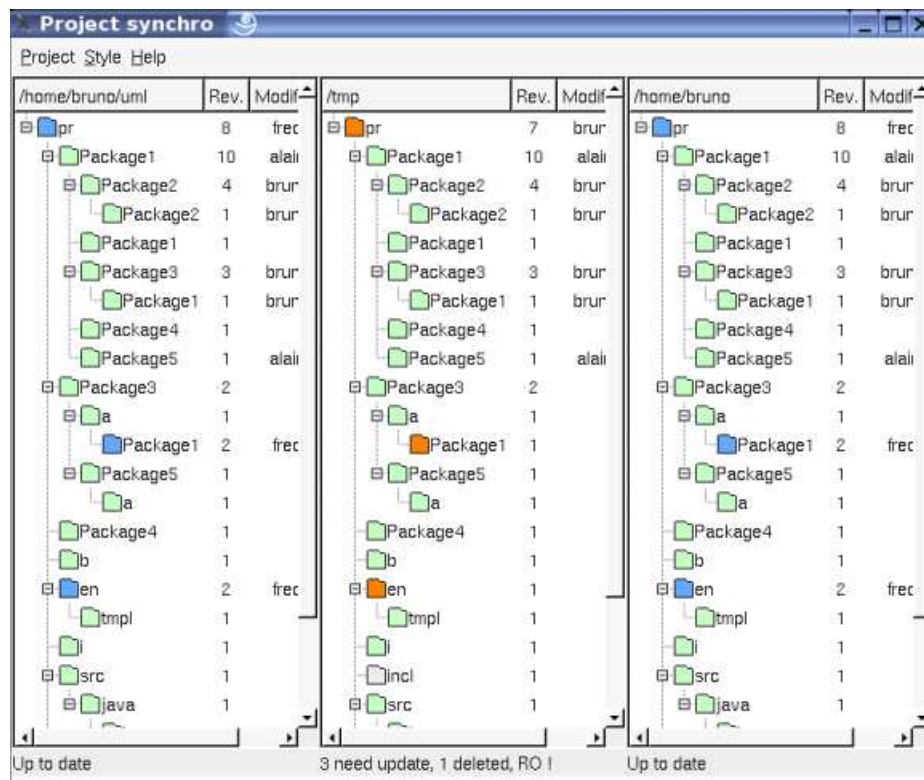 Project synchro
Project Style Help
/home/bruno/uml Rev. Modif /tmp Rev. Modif /home/bruno Rev. Modif
pr 8 frec pr 7 brur pr 8 frec
Package1 10 alaii Package1 10 alaii Package1 10 alaii
Package2 4 brur Package2 4 brur Package2 4 brur
Package2 1 brur Package2 1 brur Package2 1 brur
Package1 1 Package1 1 Package1 1
Package3 3 brur Package3 3 brur Package3 3 brur
Package1 1 brur Package1 1 brur Package1 1 brur
Package4 1 Package4 1 Package4 1
Package5 1 alaii Package5 1 alaii Package5 1 alaii
Package3 2 Package3 2 Package3 2
a 1 a 1 a 1
Package1 2 frec Package1 1 Package1 2 frec
Package5 1 Package5 1 Package5 1
a 1 a 1 a 1
Package4 1 Package4 1 Package4 1
b 1 b 1 b 1
en 2 frec en 1 en 2 frec
tmpl 1 tmpl 1 tmpl 1
i 1 i 1 i 1
src 1 incl 1 src 1
java 1 src 1 java 1
Up to date 3 need update, 1 deleted, RO ! Up to date